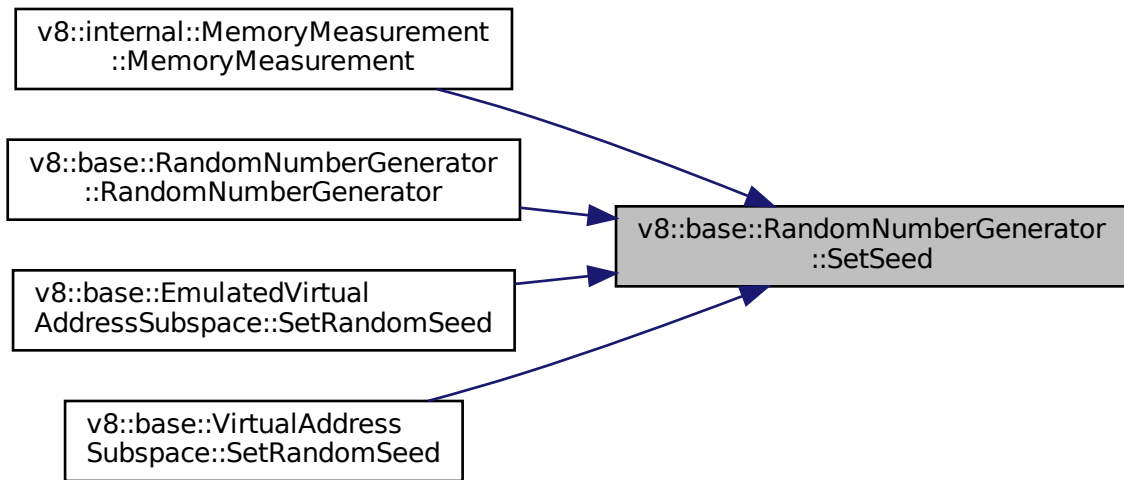 v8::internal::MemoryMeasurement
::MemoryMeasurement
v8::base::RandomNumberGenerator
::RandomNumberGenerator
v8::base::EmulatedVirtual
AddressSubspace::SetRandomSeed
v8::base::VirtualAddress
Subspace::SetRandomSeed
v8::base::RandomNumberGenerator
::SetSeed